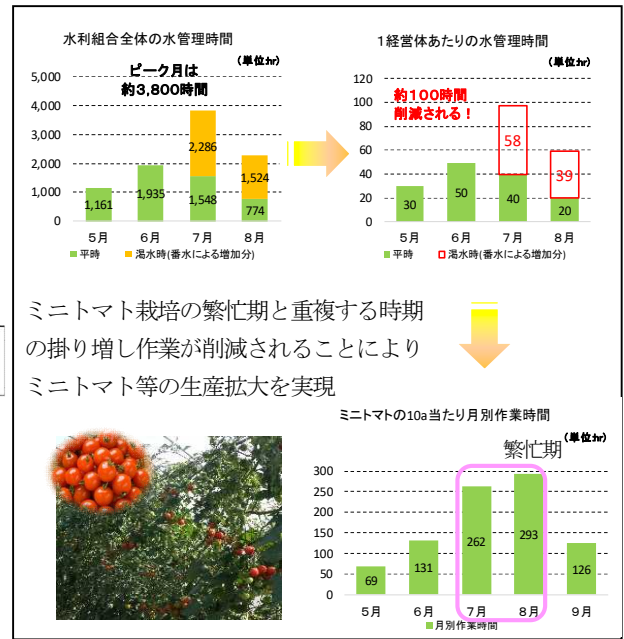 水利組合全体の水管理時間
(単位:hr)
ピーク月は
約3,800時間
5,000
4,000
3,000
2,000
1,000
0
1,161
1,935
2,286
1,548
1,524
774
5月 6月 7月 8月
平時 渇水時(番水による増加分)
1経営体あたりの水管理時間
(単位:hr)
約100時間
削減される!
120
100
80
60
40
20
0
30
50
58
40
39
20
5月 6月 7月 8月
平時 渇水時(番水による増加分)
ミニトマト栽培の繁忙期と重複する時期
の掛り増し作業が削減されることにより
ミニトマト等の生産拡大を実現
ミニトマトの10a当たり月別作業時間
(単位:hr)
繁忙期
300
250
200
150
100
50
0
69
131
262
293
126
5月 6月 7月 8月 9月
月別作業時間